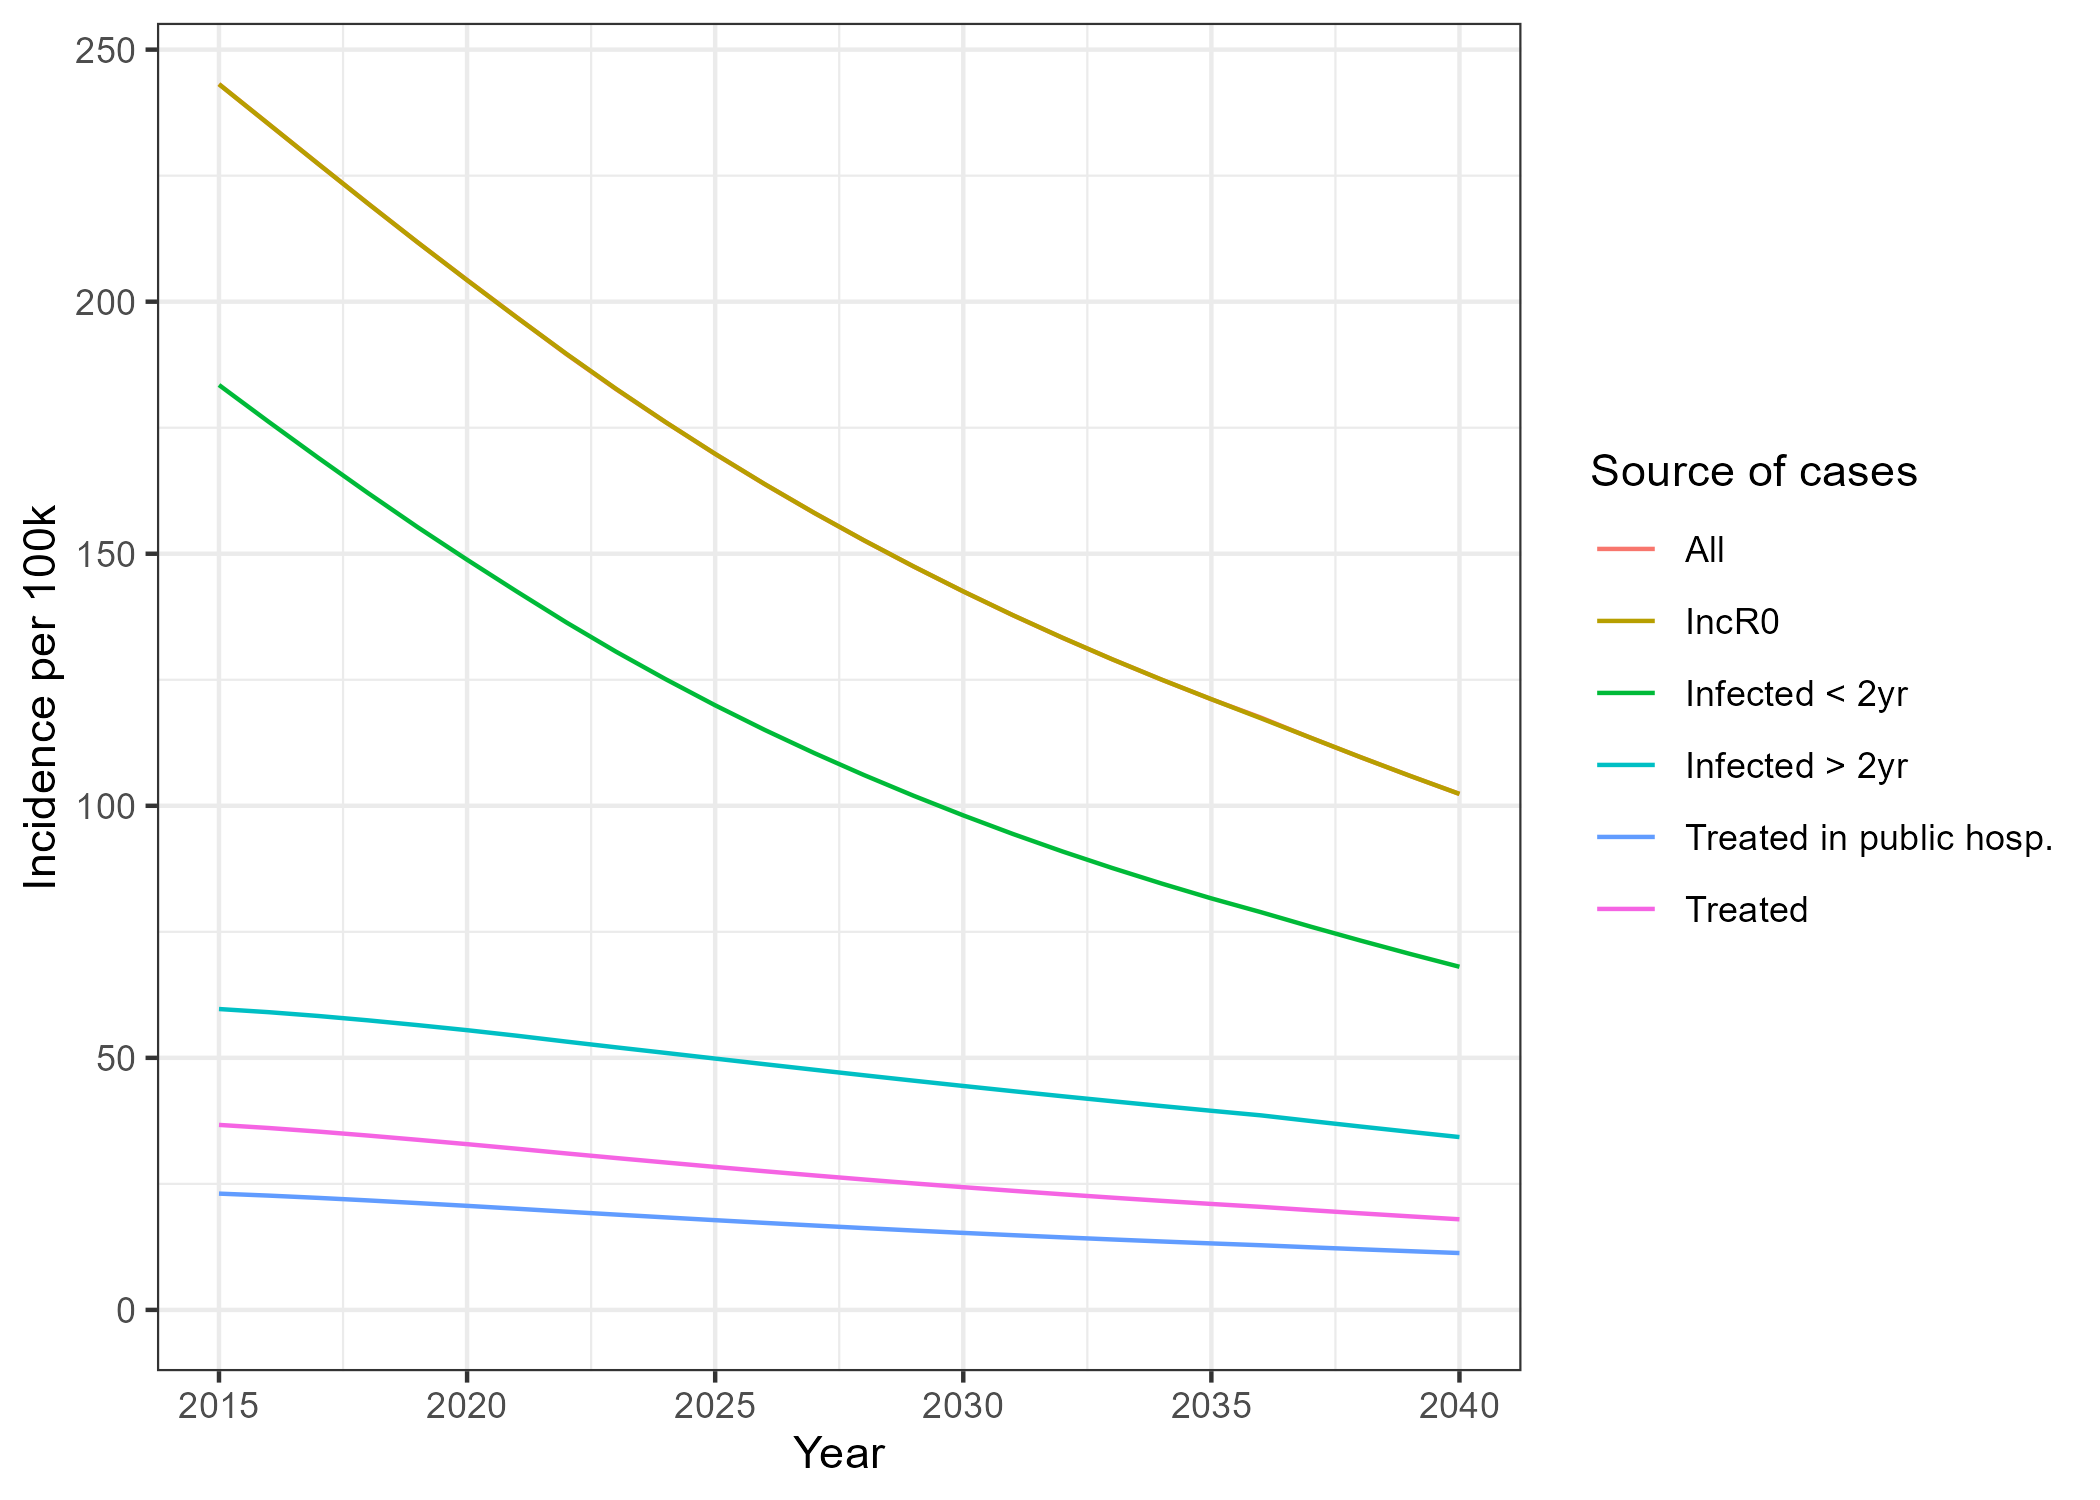 250
200
150
100
50
0
Incidence per 100k
2015 2020 2025 2030 2035 2040
Year
Source of cases
All
IncR0
Infected < 2yr
Infected > 2yr
Treated in public hosp.
Treated